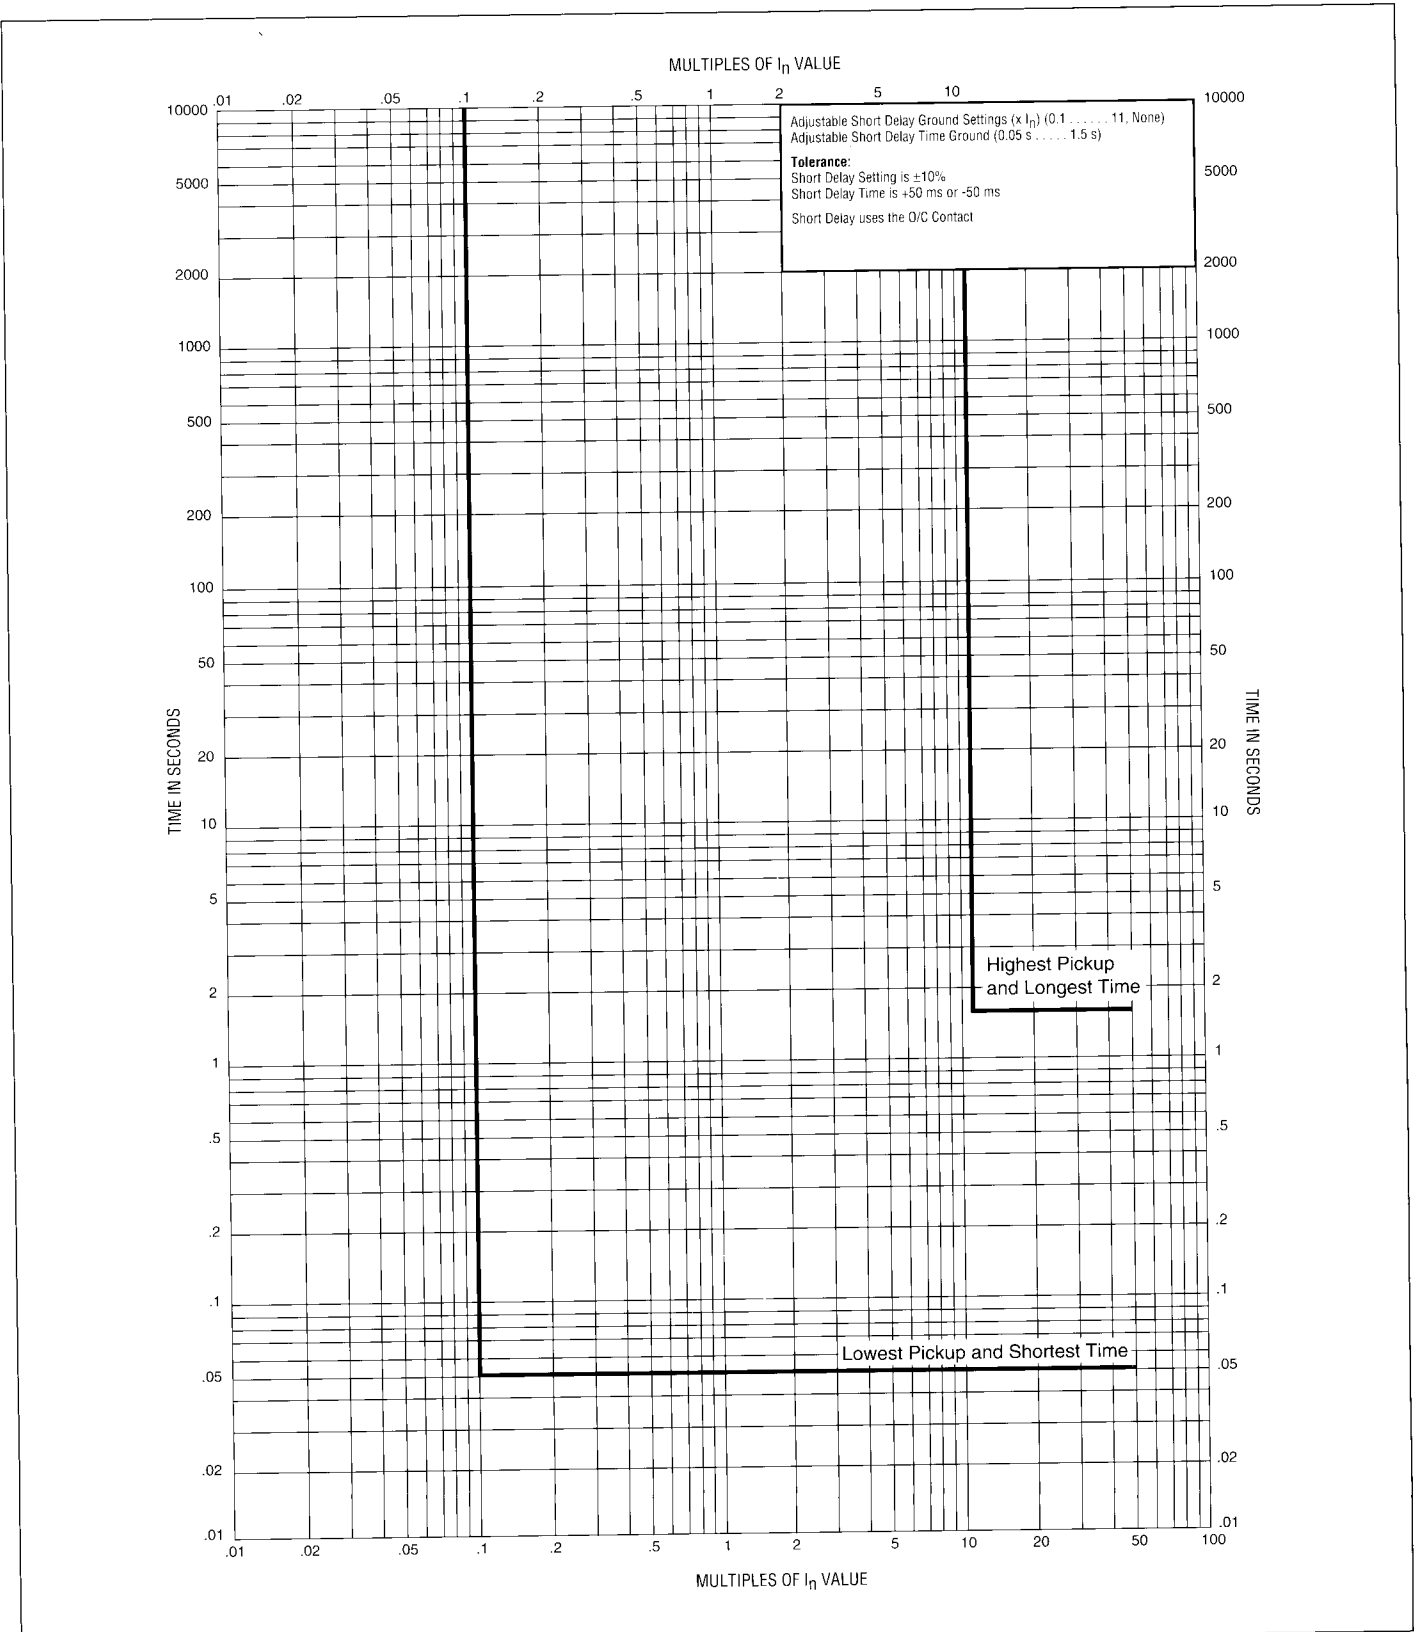 MULTIPLES OF In VALUE
.01 .02 .05 .1 .2 .5 1 2 5 10
10000 10000
Adjustable Short Delay Ground Settings (x In) (0.1 . . . . . . 11, None)
Adjustable Short Delay Time Ground (0.05 s . . . . . 1.5 s)
Tolerance:
Short Delay Setting is ±10%
Short Delay Time is +50 ms or -50 ms
Short Delay uses the O/C Contact
5000 5000
2000 2000
1000 1000
500 500
200 200
100 100
50 50
TIME IN SECONDS TIME IN SECONDS
20 20
10 10
5 5
Highest Pickup
and Longest Time
2 2
1 1
.5 .5
.2 .2
.1 .1
Lowest Pickup and Shortest Time
.05 .05
.02 .02
.01 .01
.01 .02 .05 .1 .2 .5 1 2 5 10 20 50 100
MULTIPLES OF In VALUE